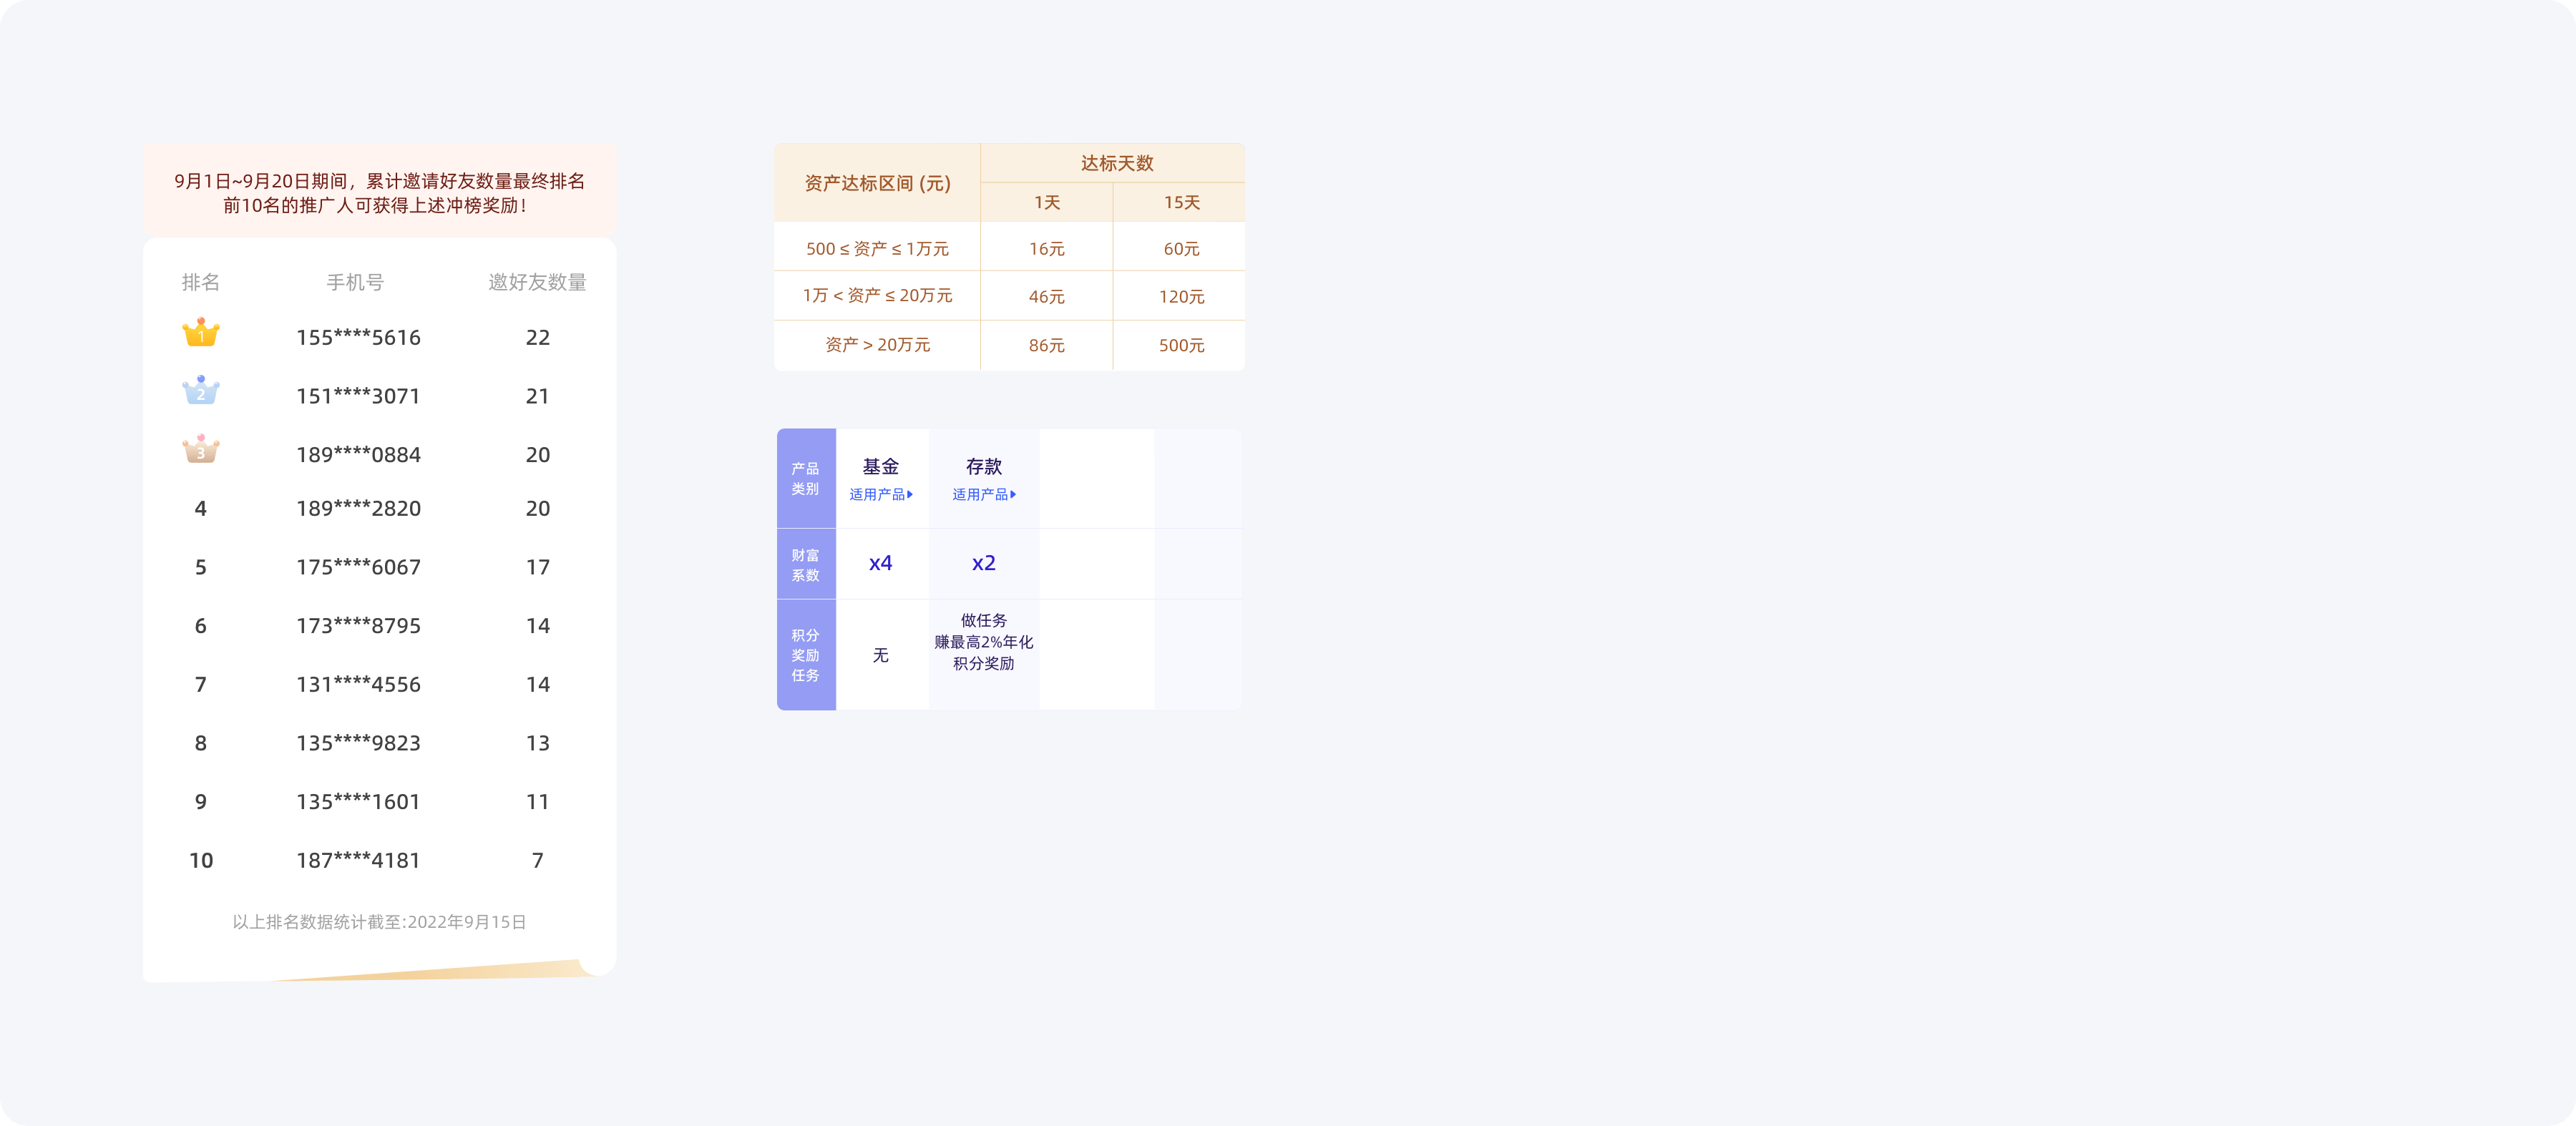 9月1日~9月20日期间，累计邀请好友数量最终排名
前10名的推广人可获得上述冲榜奖励！
排名 手机号 邀好友数量
1 155****5616 22
2 151****3071 21
3 189****0884 20
4 189****2820 20
5 175****6067 17
6 173****8795 14
7 131****4556 14
8 135****9823 13
9 135****1601 11
10 187****4181 7
以上排名数据统计截至:2022年9月15日
资产达标区间 (元) 达标天数
1天 15天
500 ≤ 资产 ≤ 1万元 16元 60元
1万 < 资产 ≤ 20万元 46元 120元
资产 > 20万元 86元 500元
产品
类别
基金
适用产品
存款
适用产品
财富
系数
x4 x2
积分
奖励
任务
无
做任务
赚最高2%年化
积分奖励